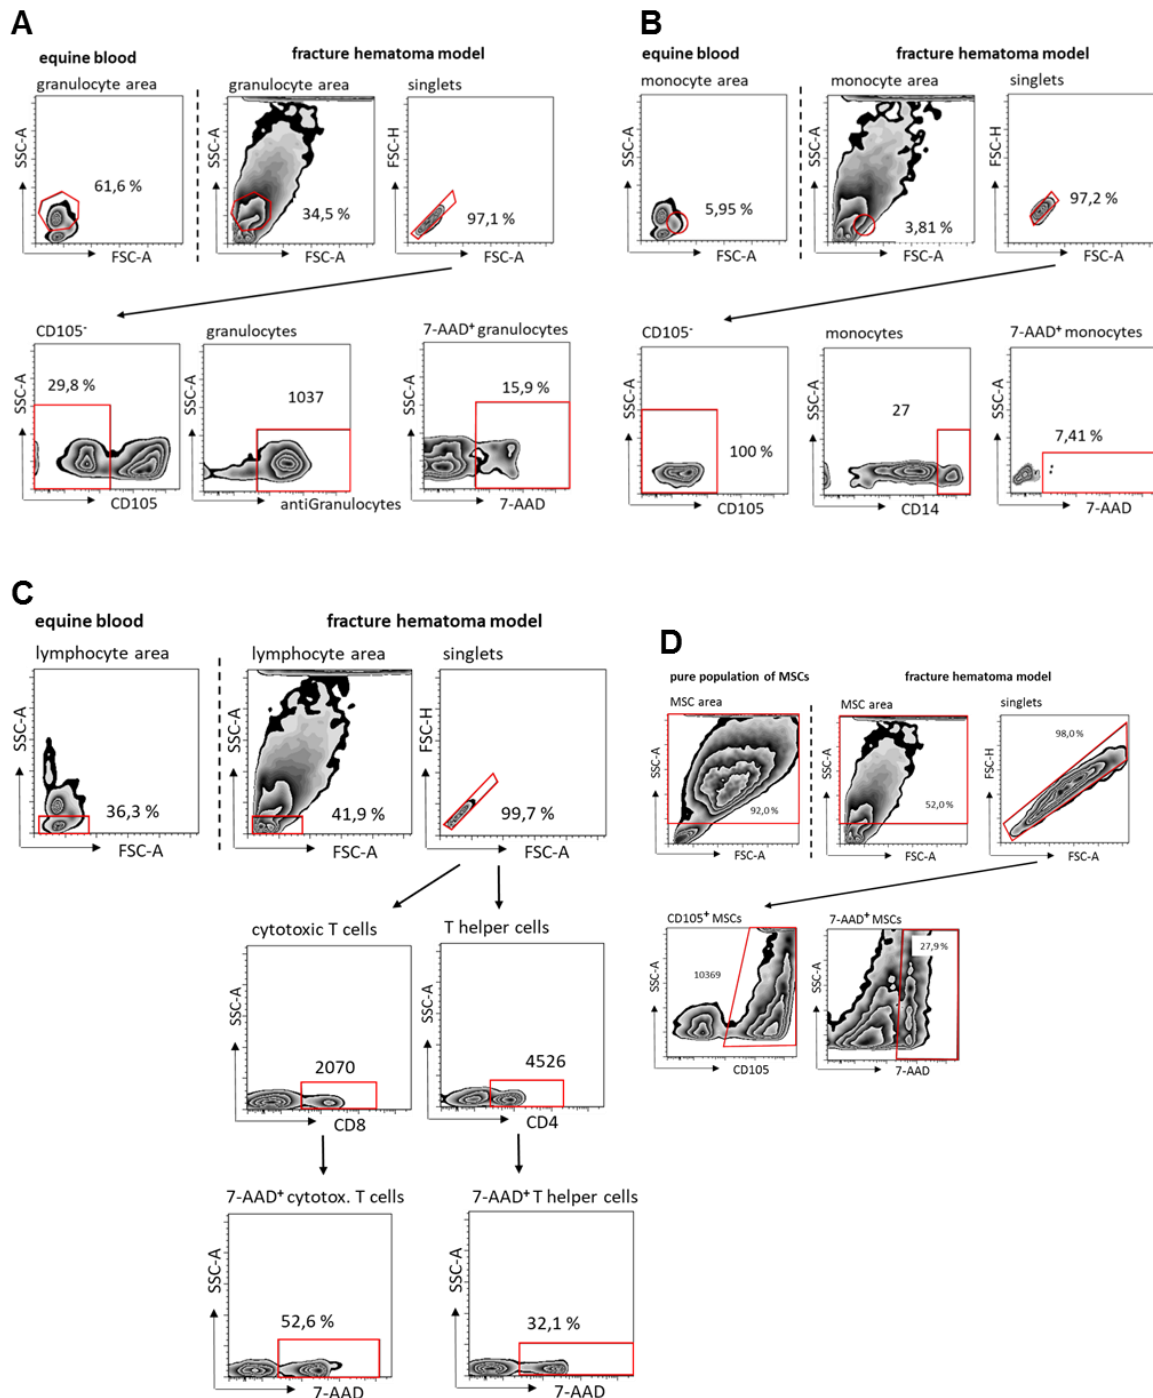 A
equine blood
fracture hematoma model
granulocyte area
granulocyte area
singlets
SSC-A
61,6 %
FSC-A
SSC-A
34,5 %
FSC-A
FSC-H
97,1 %
FSC-A
CD105-
granulocytes
7-AAD+ granulocytes
SSC-A
29,8 %
CD105
SSC-A
1037
antiGranulocytes
SSC-A
15,9 %
7-AAD
B
equine blood
fracture hematoma model
monocyte area
monocyte area
singlets
SSC-A
5,95 %
FSC-A
SSC-A
3,81 %
FSC-A
FSC-H
97,2 %
FSC-A
CD105-
monocytes
7-AAD+ monocytes
SSC-A
100 %
CD105
SSC-A
27
CD14
SSC-A
7,41 %
7-AAD
C
equine blood
fracture hematoma model
lymphocyte area
lymphocyte area
singlets
SSC-A
36,3 %
FSC-A
SSC-A
41,9 %
FSC-A
FSC-H
99,7 %
FSC-A
cytotoxic T cells
T helper cells
SSC-A
2070
CD8
SSC-A
4526
CD4
7-AAD+ cytotox. T cells
7-AAD+ T helper cells
SSC-A
52,6 %
7-AAD
SSC-A
32,1 %
7-AAD
D
pure population of MSCs
fracture hematoma model
MSC area
MSC area
singlets
SSC-A
92,0 %
FSC-A
SSC-A
52,0 %
FSC-A
FSC-H
98,0 %
FSC-A
CD105+ MSCs
7-AAD+ MSCs
SSC-A
10369
CD105
SSC-A
27,9 %
7-AAD